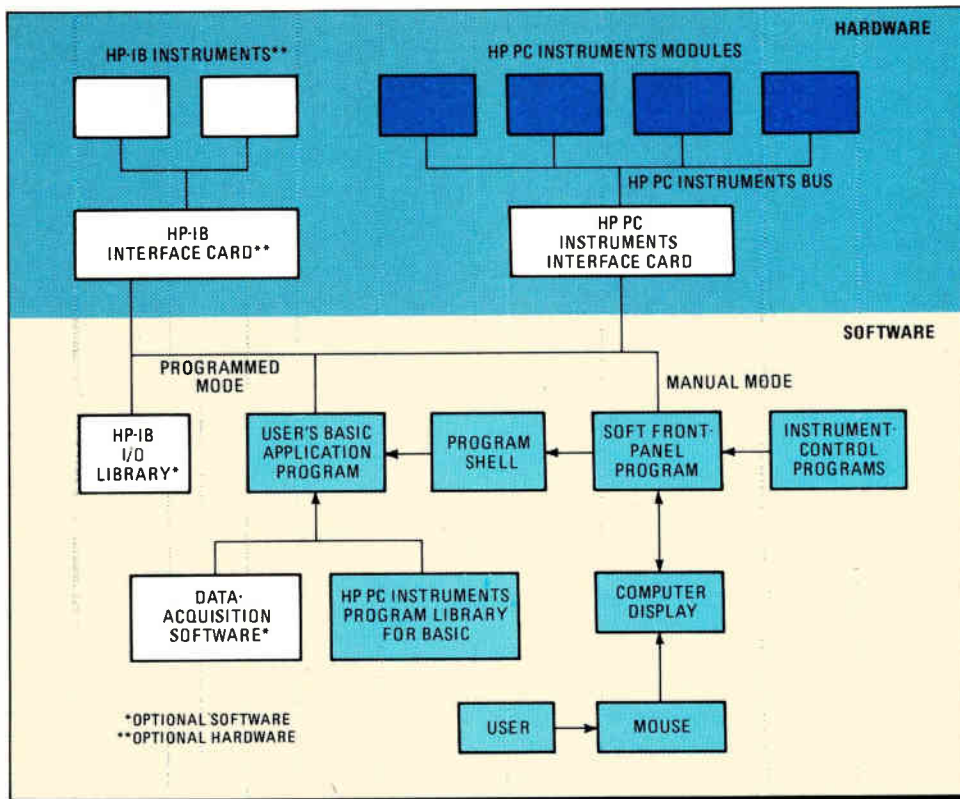 HARDWARE
HP-IB INSTRUMENTS**
HP PC INSTRUMENTS MODULES
HP PC INSTRUMENTS BUS
HP-IB
INTERFACE CARD**
HP PC
INSTRUMENTS
INTERFACE CARD
SOFTWARE
PROGRAMMED
MODE
MANUAL MODE
HP-IB
I/O
LIBRARY*
USER'S BASIC
APPLICATION
PROGRAM
PROGRAM
SHELL
SOFT FRONT-
PANEL
PROGRAM
INSTRUMENT-
CONTROL
PROGRAMS
DATA-
ACQUISITION
SOFTWARE*
HP PC INSTRUMENTS
PROGRAM LIBRARY
FOR BASIC
COMPUTER
DISPLAY
*OPTIONAL SOFTWARE
**OPTIONAL HARDWARE
USER
MOUSE